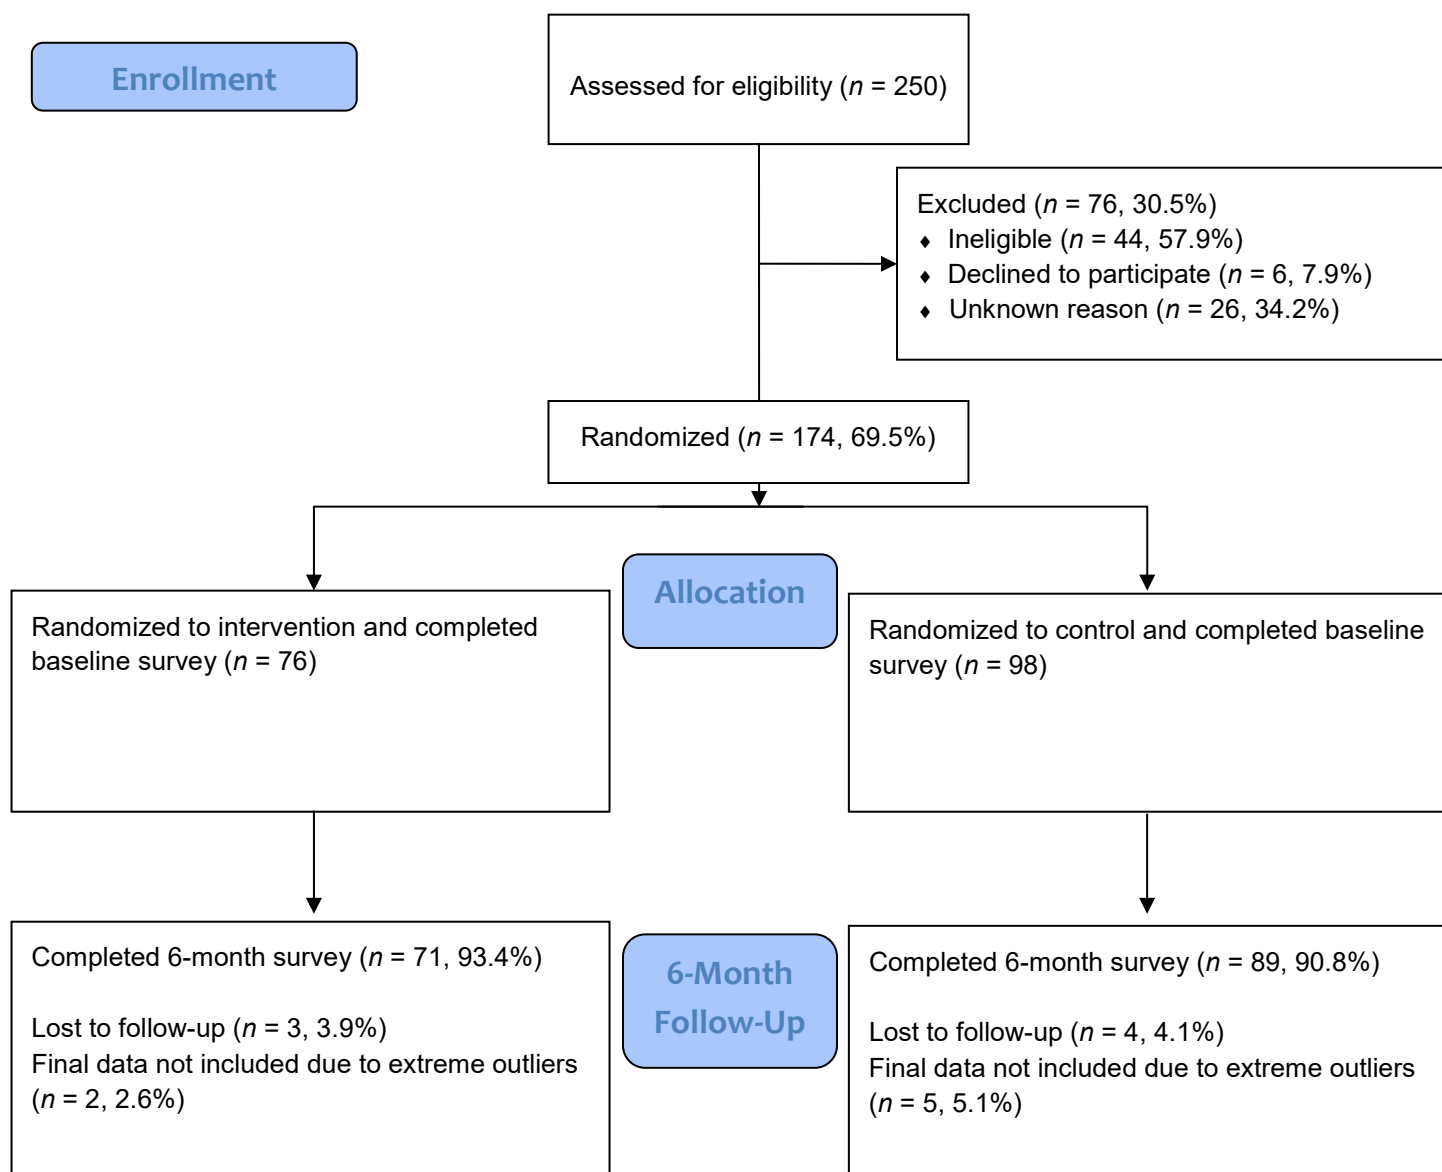 Enrollment
Assessed for eligibility (n = 250)
Excluded (n = 76, 30.5%)
♦ Ineligible (n = 44, 57.9%)
♦ Declined to participate (n = 6, 7.9%)
♦ Unknown reason (n = 26, 34.2%)
Randomized (n = 174, 69.5%)
Allocation
Randomized to intervention and completed
baseline survey (n = 76)
Randomized to control and completed baseline
survey (n = 98)
Completed 6-month survey (n = 71, 93.4%)
Lost to follow-up (n = 3, 3.9%)
Final data not included due to extreme outliers
(n = 2, 2.6%)
6-Month
Follow-Up
Completed 6-month survey (n = 89, 90.8%)
Lost to follow-up (n = 4, 4.1%)
Final data not included due to extreme outliers
(n = 5, 5.1%)